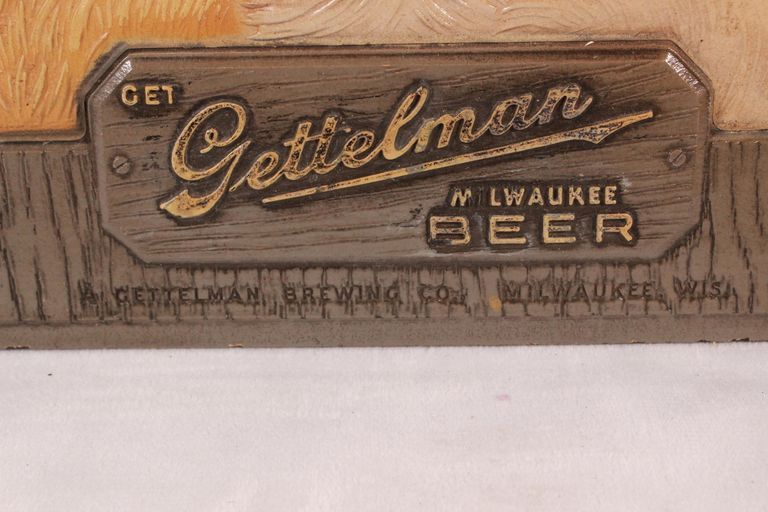 GET
Gettelman
MILWAUKEE
BEER
A. GETTELMAN BREWING CO., MILWAUKEE, WIS.